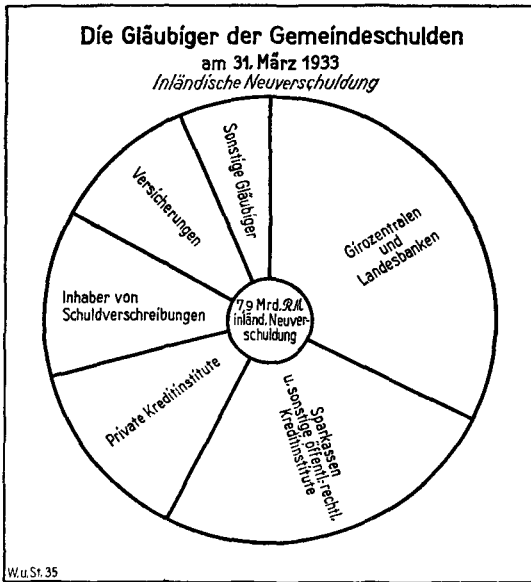 Die Gläubiger der Gemeindeschulden
am 31. März 1933
Inländische Neuverschuldung
Sonstige Gläubiger
Versicherungen
Girozentralen
und
Landesbanken
Inhaber von
Schuldverschreibungen
7,9 Mrd. RM
inländ. Neuver-
schuldung
Private Kreditinstitute
Sparkassen
u. sonstige öffentl.-rechtl.
Kreditinstitute
W. u. St. 35